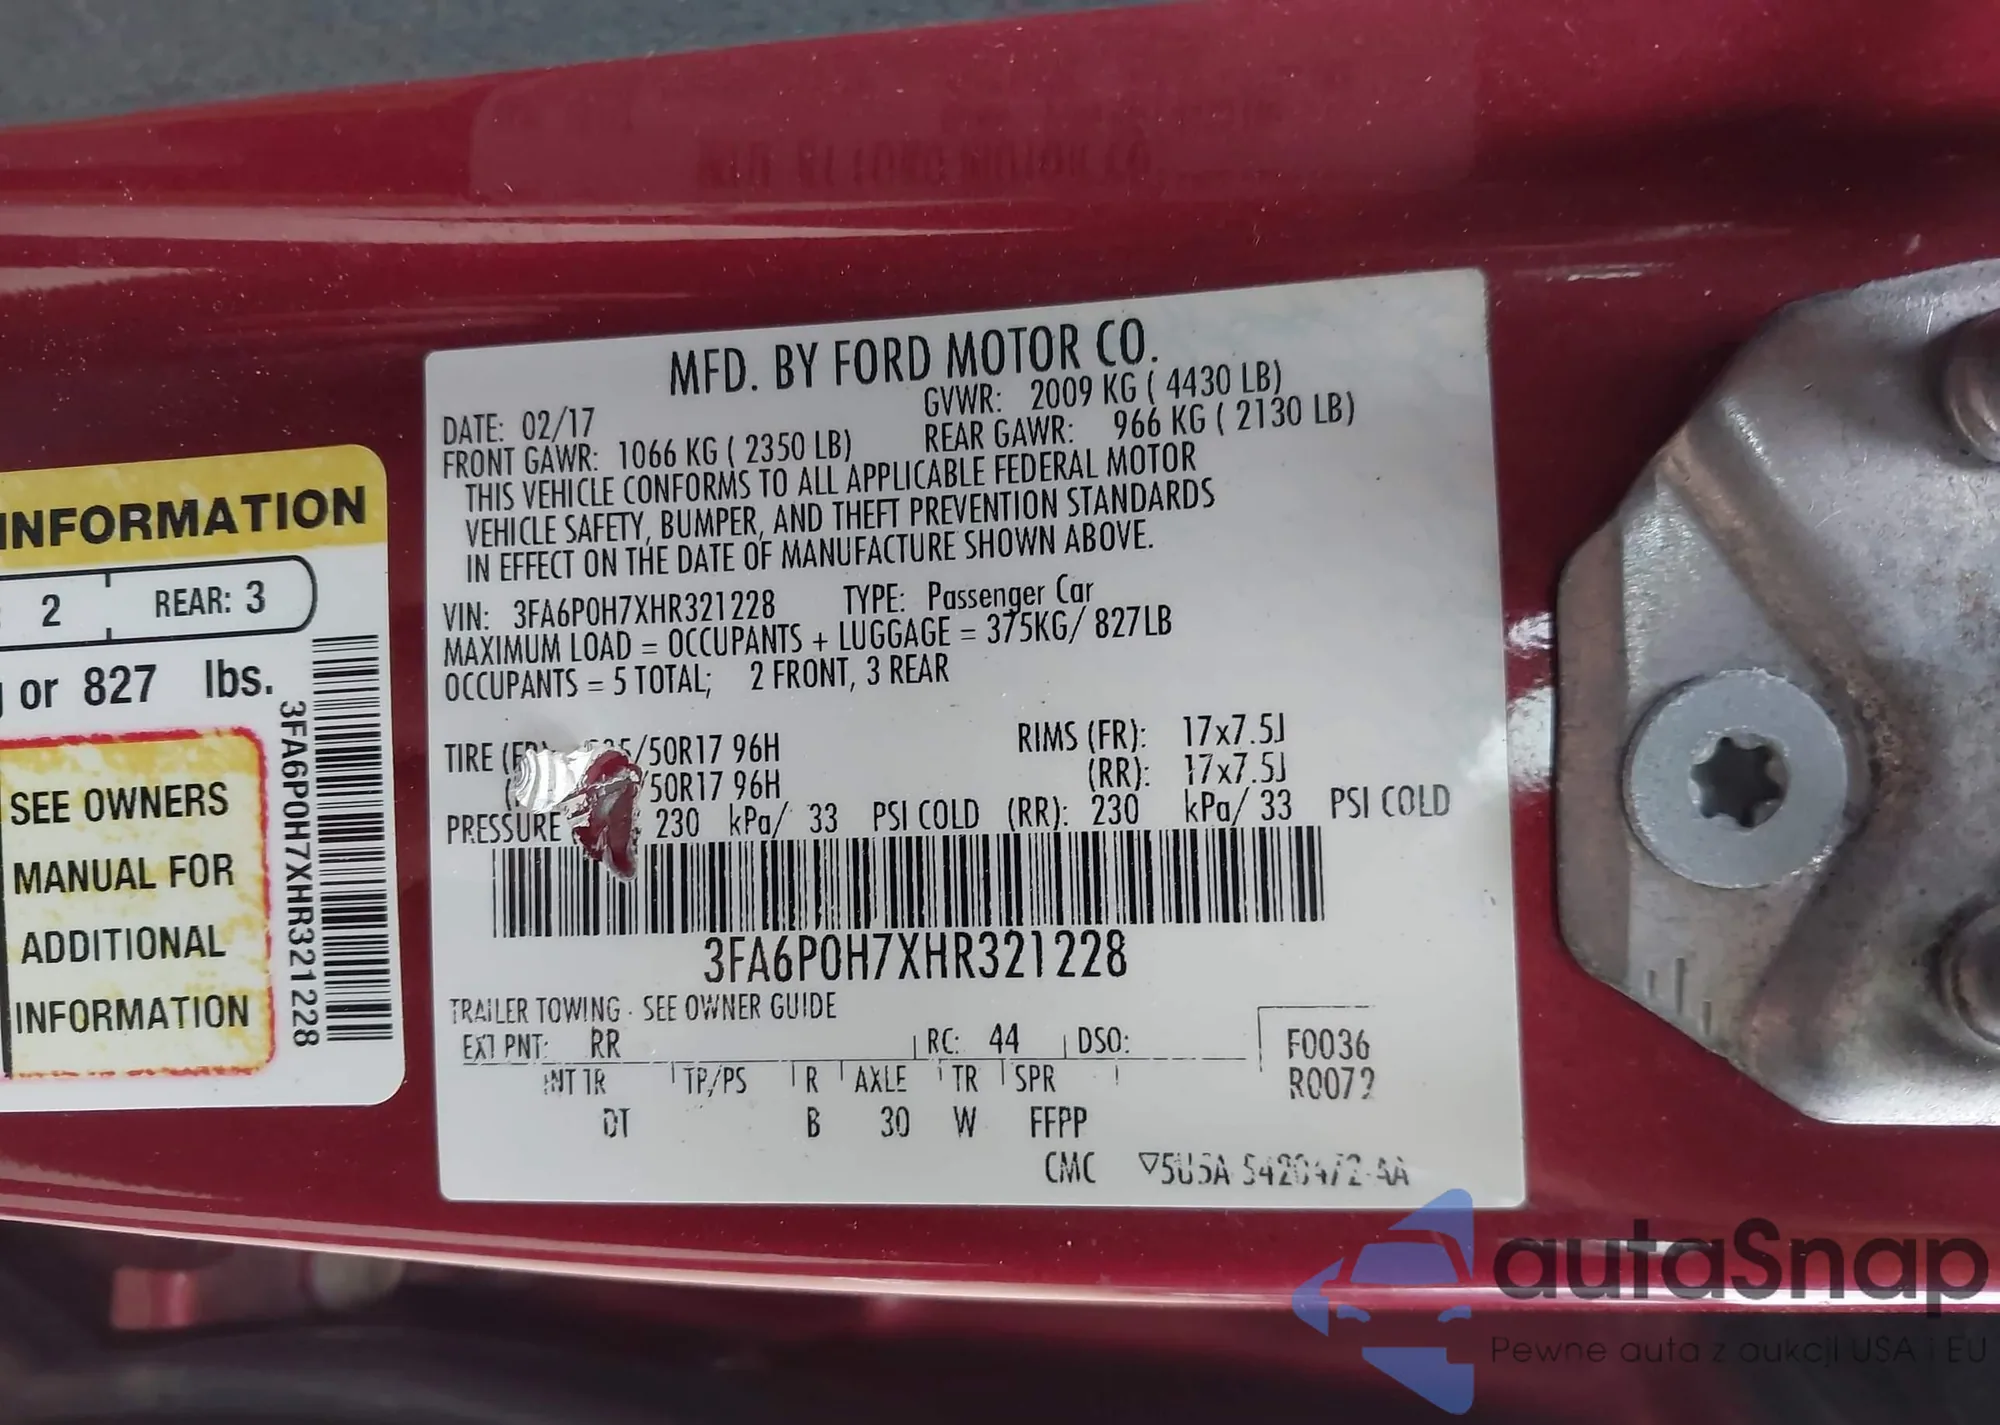 INFORMATION
2 REAR: 3
or 827 lbs.
SEE OWNERS
MANUAL FOR
ADDITIONAL
INFORMATION
3FA6P0H7XHR321228
MFD. BY FORD MOTOR CO.
DATE: 02/17 GVWR: 2009 KG ( 4430 LB)
FRONT GAWR: 1066 KG ( 2350 LB) REAR GAWR: 966 KG ( 2130 LB)
THIS VEHICLE CONFORMS TO ALL APPLICABLE FEDERAL MOTOR
VEHICLE SAFETY, BUMPER, AND THEFT PREVENTION STANDARDS
IN EFFECT ON THE DATE OF MANUFACTURE SHOWN ABOVE.
VIN: 3FA6P0H7XHR321228 TYPE: Passenger Car
MAXIMUM LOAD = OCCUPANTS + LUGGAGE = 375KG/ 827LB
OCCUPANTS = 5 TOTAL; 2 FRONT, 3 REAR
TIRE /50R17 96H RIMS (FR): 17x7.5J
/50R17 96H (RR): 17x7.5J
PRESSURE 230 kPa/ 33 PSI COLD (RR): 230 kPa/ 33 PSI COLD
3FA6P0H7XHR321228
TRAILER TOWING - SEE OWNER GUIDE
EXT PNT: RR RC: 44 DSO: F0036
INT TR TP/PS R AXLE TR SPR R0072
DT B 30 W FFPP
CMC
autaSnap
Pewne auta z aukcji USA i EU